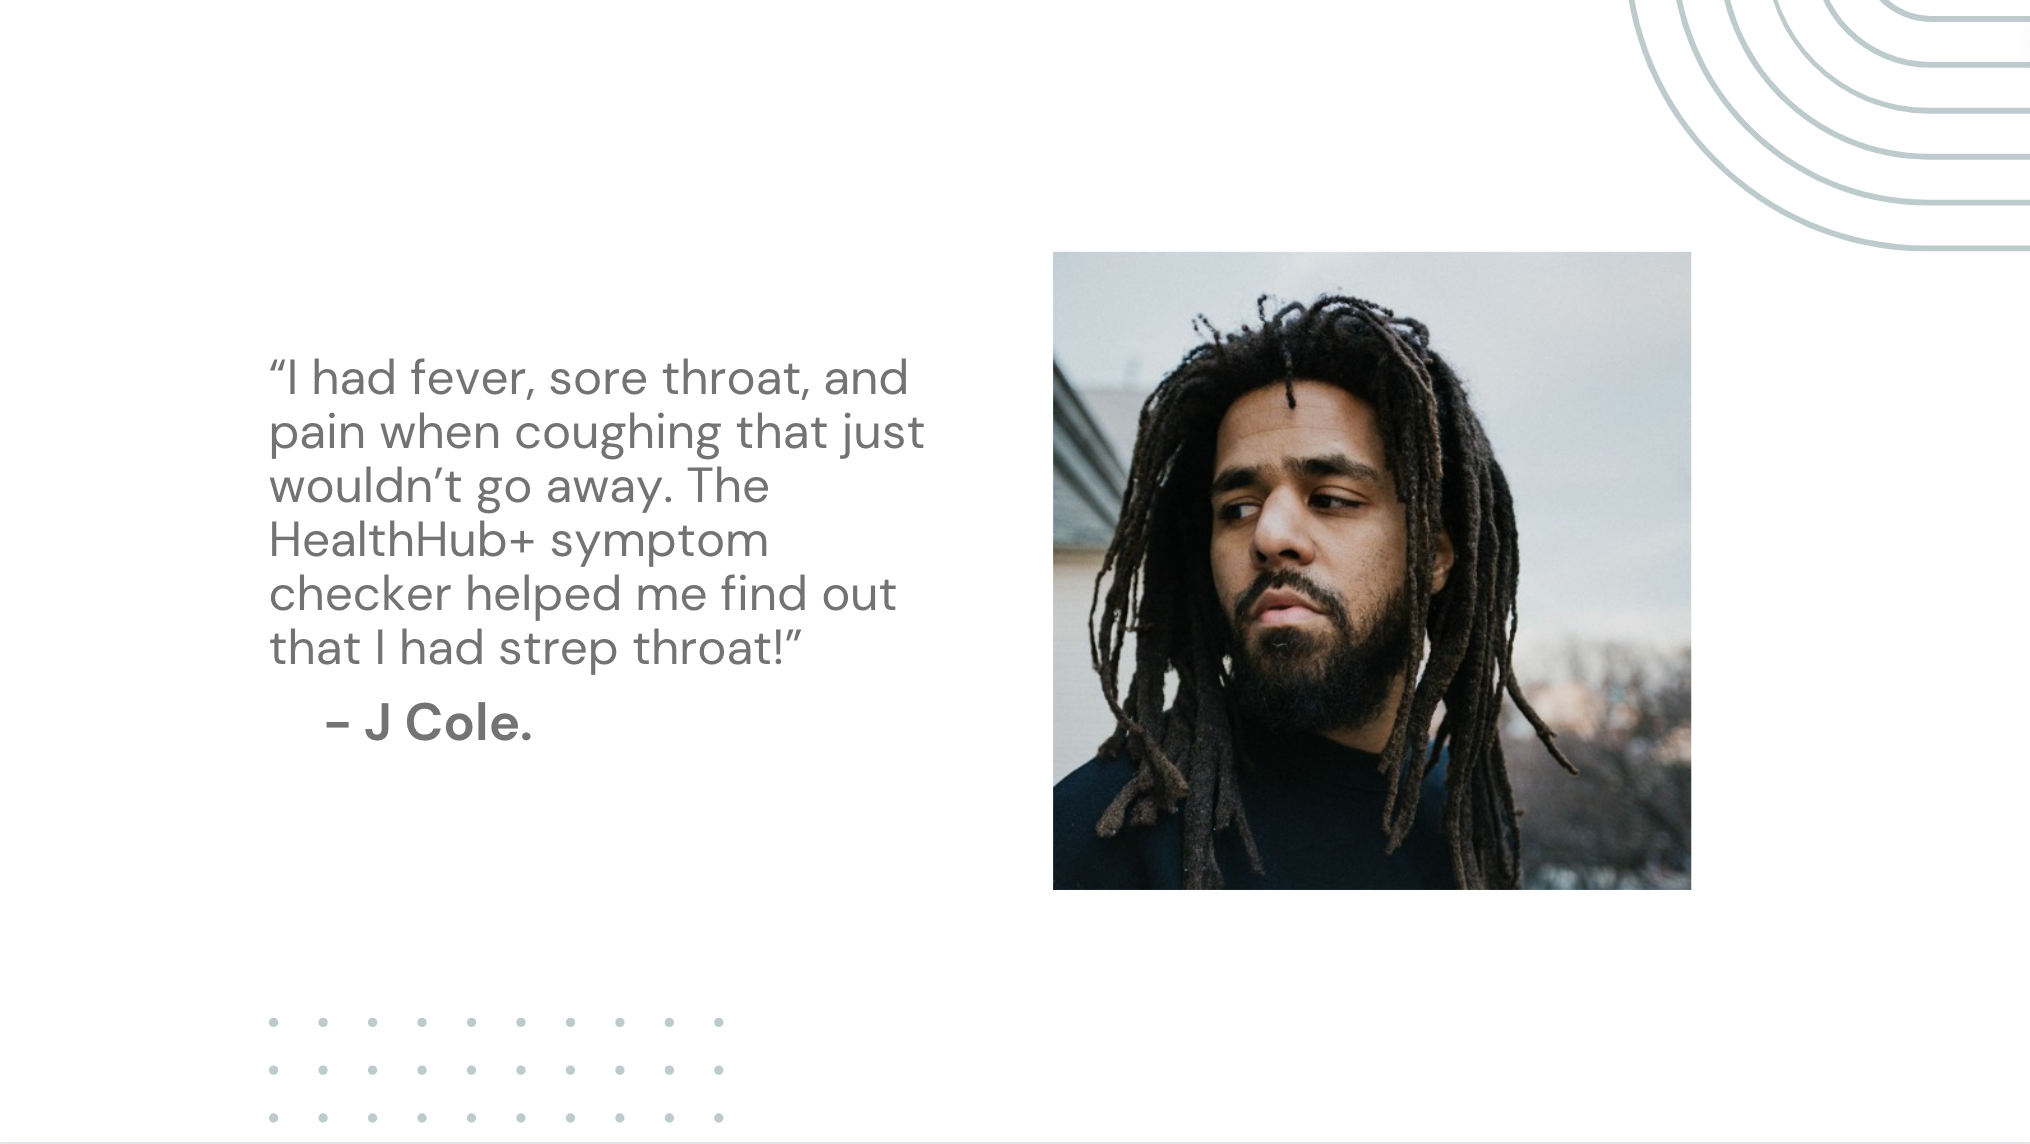 “I had fever, sore throat, and
pain when coughing that just
wouldn’t go away. The
HealthHub+ symptom
checker helped me find out
that I had strep throat!”
– J Cole.